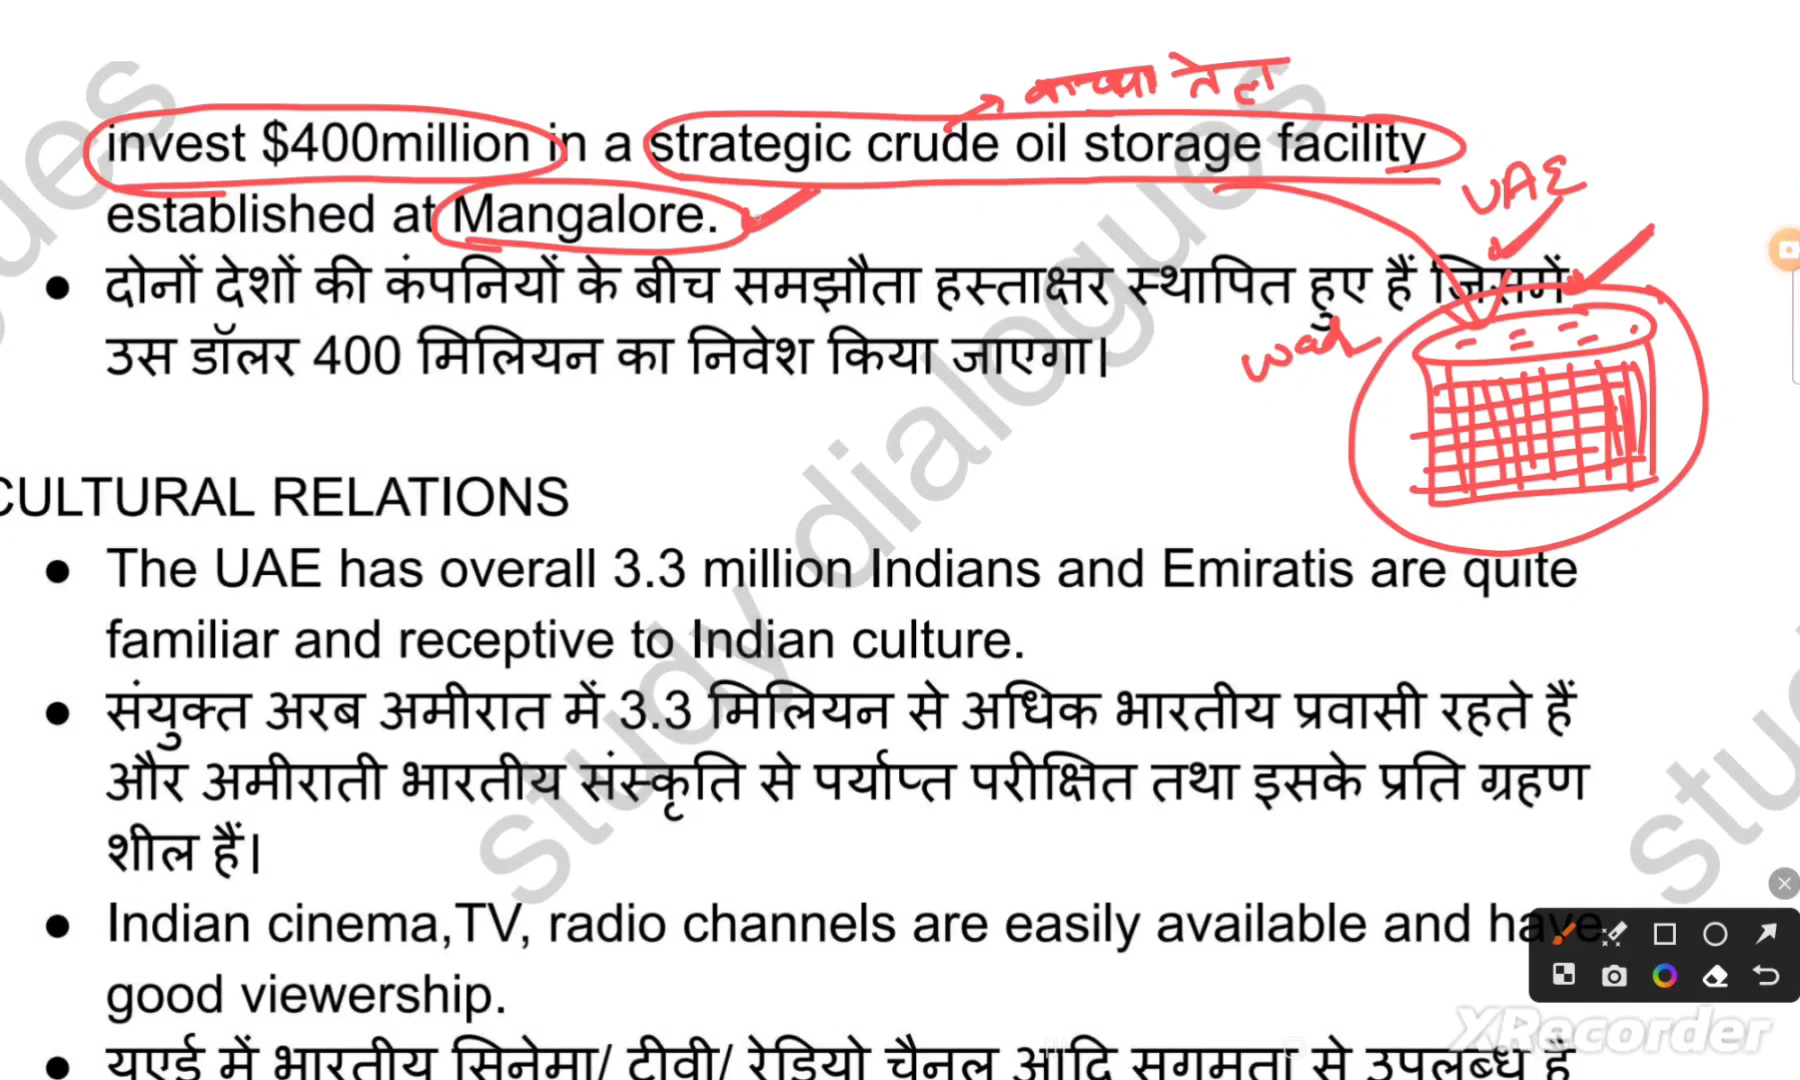 कच्चा तेल
invest $400million in a strategic crude oil storage facility
UAE
established at Mangalore.
● दोनों देशों की कंपनियों के बीच समझौता हस्ताक्षर स्थापित हुए हैं जिसमें
उस डॉलर 400 मिलियन का निवेश किया जाएगा।
CULTURAL RELATIONS
● The UAE has overall 3.3 million Indians and Emiratis are quite
familiar and receptive to Indian culture.
● संयुक्त अरब अमीरात में 3.3 मिलियन से अधिक भारतीय प्रवासी रहते हैं
और अमीराती भारतीय संस्कृति से पर्याप्त परीक्षित तथा इसके प्रति ग्रहण
शील हैं।
● Indian cinema,TV, radio channels are easily available and have
good viewership.
● यूएई में भारतीय सिनेमा/ टीवी/ रेडियो चैनल आदि सुगमता से उपलब्ध है
study dialogues
XRecorder